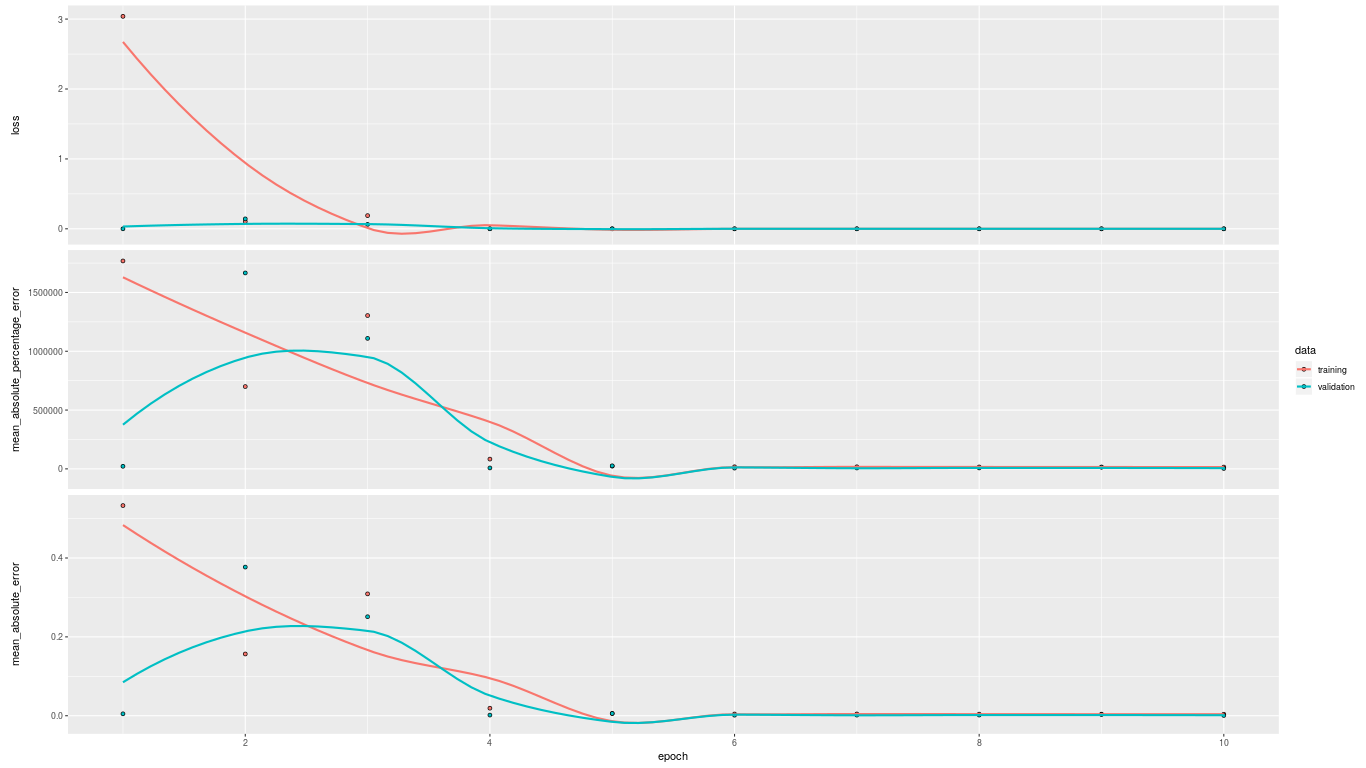 loss
3
2
1
0
mean_absolute_percentage_error
1500000
1000000
500000
0
mean_absolute_error
0.4
0.2
0.0
2
4
6
8
10
epoch
data
training
validation